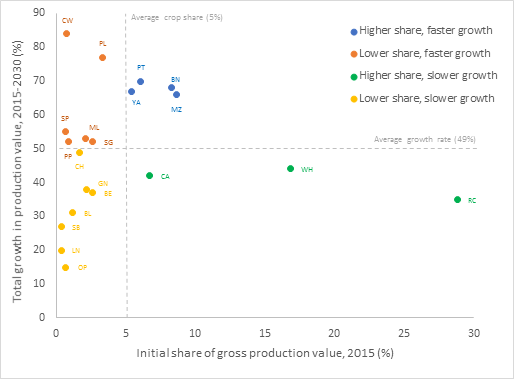 Total growth in production value, 2015-2030 (%)
90
80
70
60
50
40
30
20
10
0
0
5
10
15
20
25
30
Initial share of gross production value, 2015 (%)
Average crop share (5%)
Average growth rate (49%)
Higher share, faster growth
Lower share, faster growth
Higher share, slower growth
Lower share, slower growth
CW
PL
PT
BN
YA
MZ
SP
ML
PP
SG
CH
CA
WH
GN
BE
RC
BL
SB
LN
OP